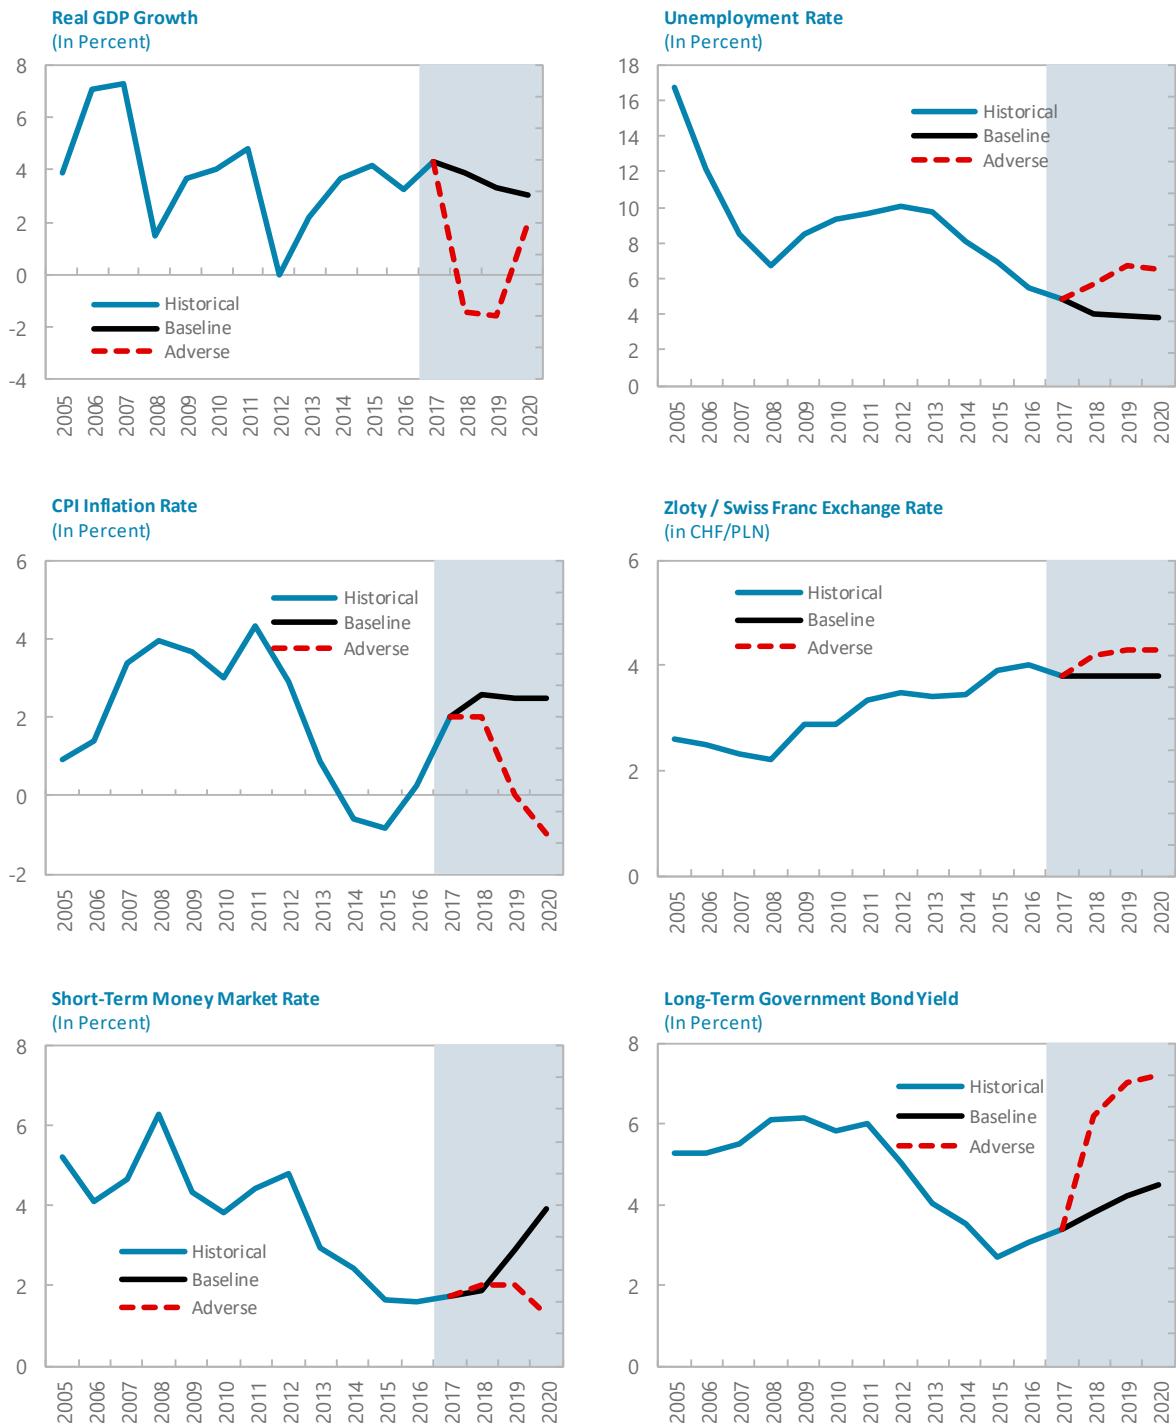 Real GDP Growth
(In Percent)
8
6
4
2
0
-2
-4
Historical
Baseline
Adverse
2005 2006 2007 2008 2009 2010 2011 2012 2013 2014 2015 2016 2017 2018 2019 2020
Unemployment Rate
(In Percent)
18
16
14
12
10
8
6
4
2
0
Historical
Baseline
Adverse
2005 2006 2007 2008 2009 2010 2011 2012 2013 2014 2015 2016 2017 2018 2019 2020
CPI Inflation Rate
(In Percent)
6
4
2
0
-2
Historical
Baseline
Adverse
2005 2006 2007 2008 2009 2010 2011 2012 2013 2014 2015 2016 2017 2018 2019 2020
Zloty / Swiss Franc Exchange Rate
(in CHF/PLN)
6
4
2
0
Historical
Baseline
Adverse
2005 2006 2007 2008 2009 2010 2011 2012 2013 2014 2015 2016 2017 2018 2019 2020
Short-Term Money Market Rate
(In Percent)
8
6
4
2
0
Historical
Baseline
Adverse
2005 2006 2007 2008 2009 2010 2011 2012 2013 2014 2015 2016 2017 2018 2019 2020
Long-Term Government Bond Yield
(In Percent)
8
6
4
2
0
Historical
Baseline
Adverse
2005 2006 2007 2008 2009 2010 2011 2012 2013 2014 2015 2016 2017 2018 2019 2020